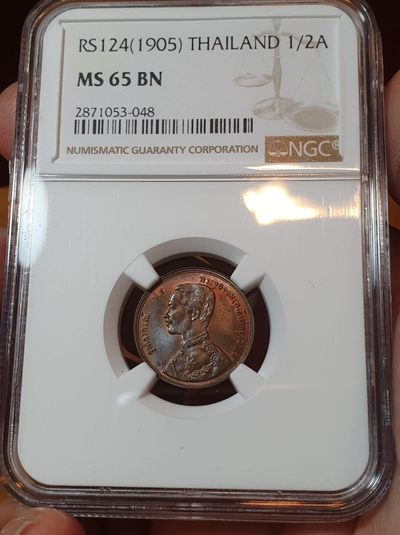 RS124(1905) THAILAND 1/2A
MS 65 BN
2871053-048
NUMISMATIC GUARANTY CORPORATION
NGC®